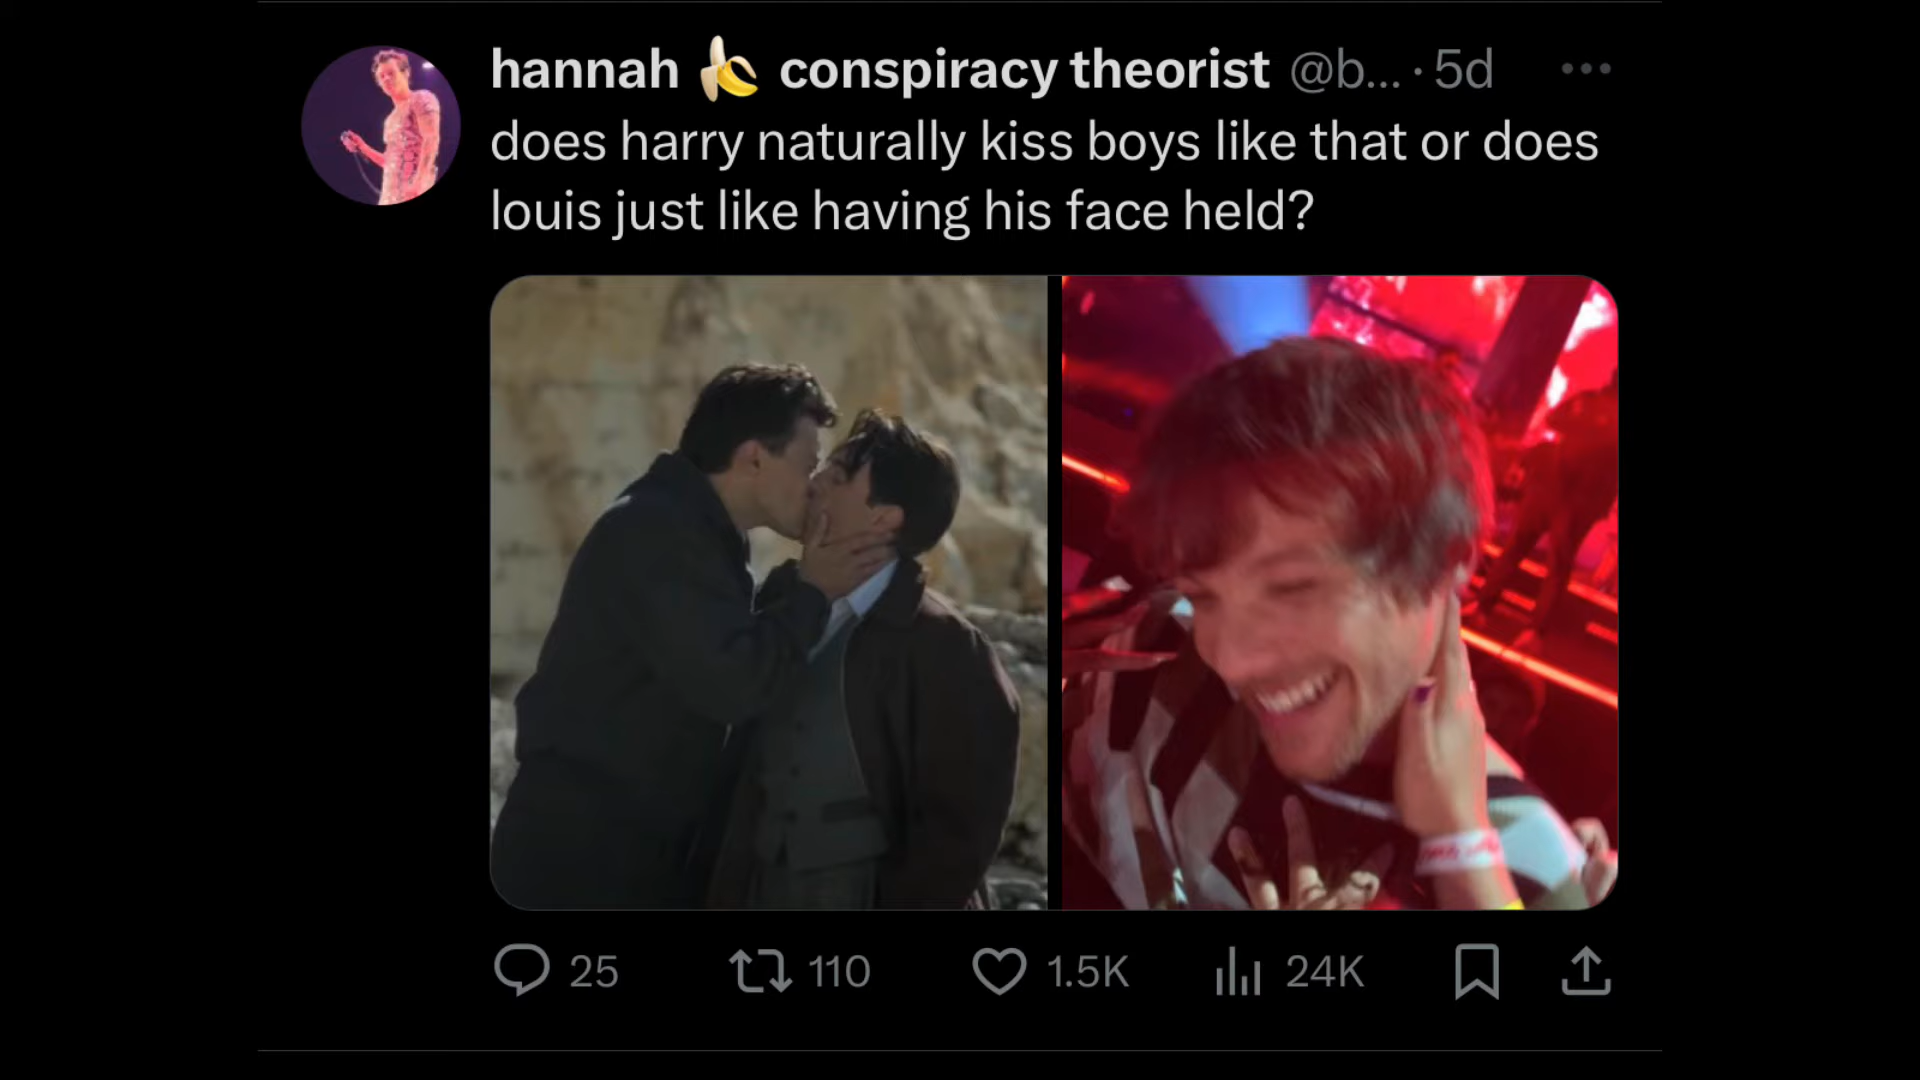 hannah 🍌 conspiracy theorist @b... · 5d
does harry naturally kiss boys like that or does
louis just like having his face held?
25 110 1.5K 24K